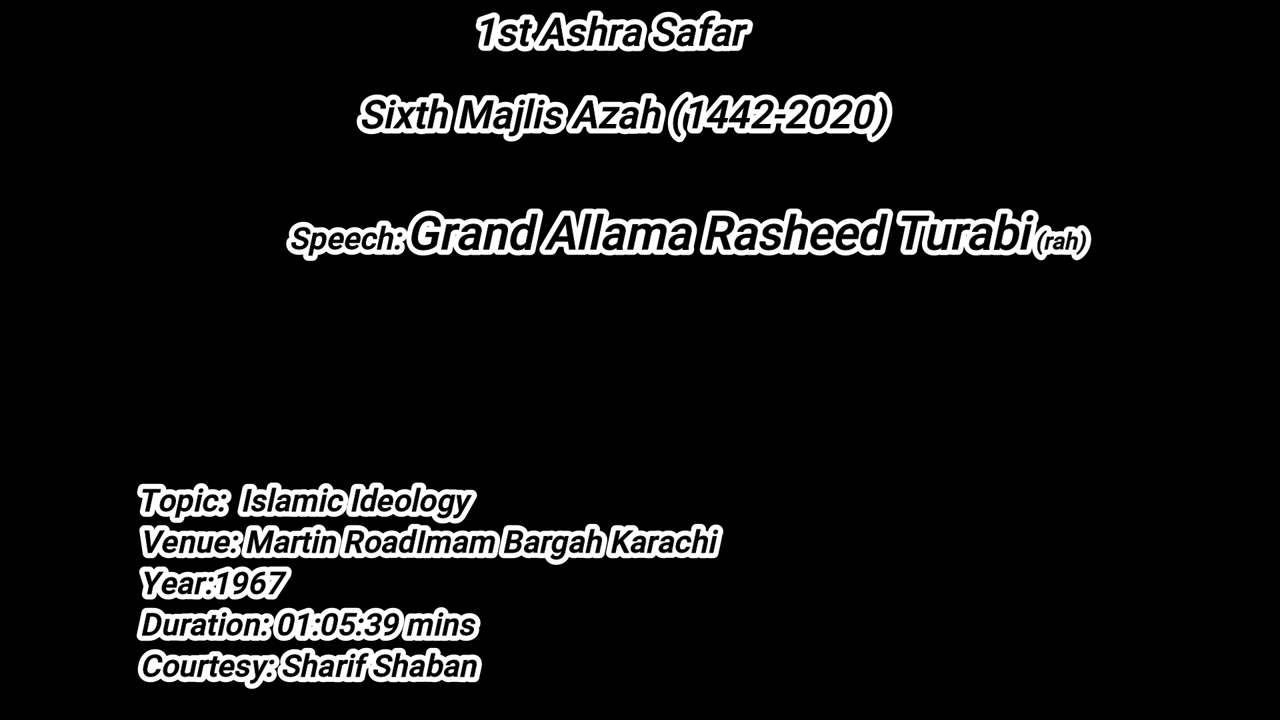 1st Ashra Safar
Sixth Majlis Azah (1442-2020)
Speech: Grand Allama Rasheed Turabi (rah)
Topic: Islamic Ideology
Venue: Martin RoadImam Bargah Karachi
Year:1967
Duration: 01:05:39 mins
Courtesy: Sharif Shaban